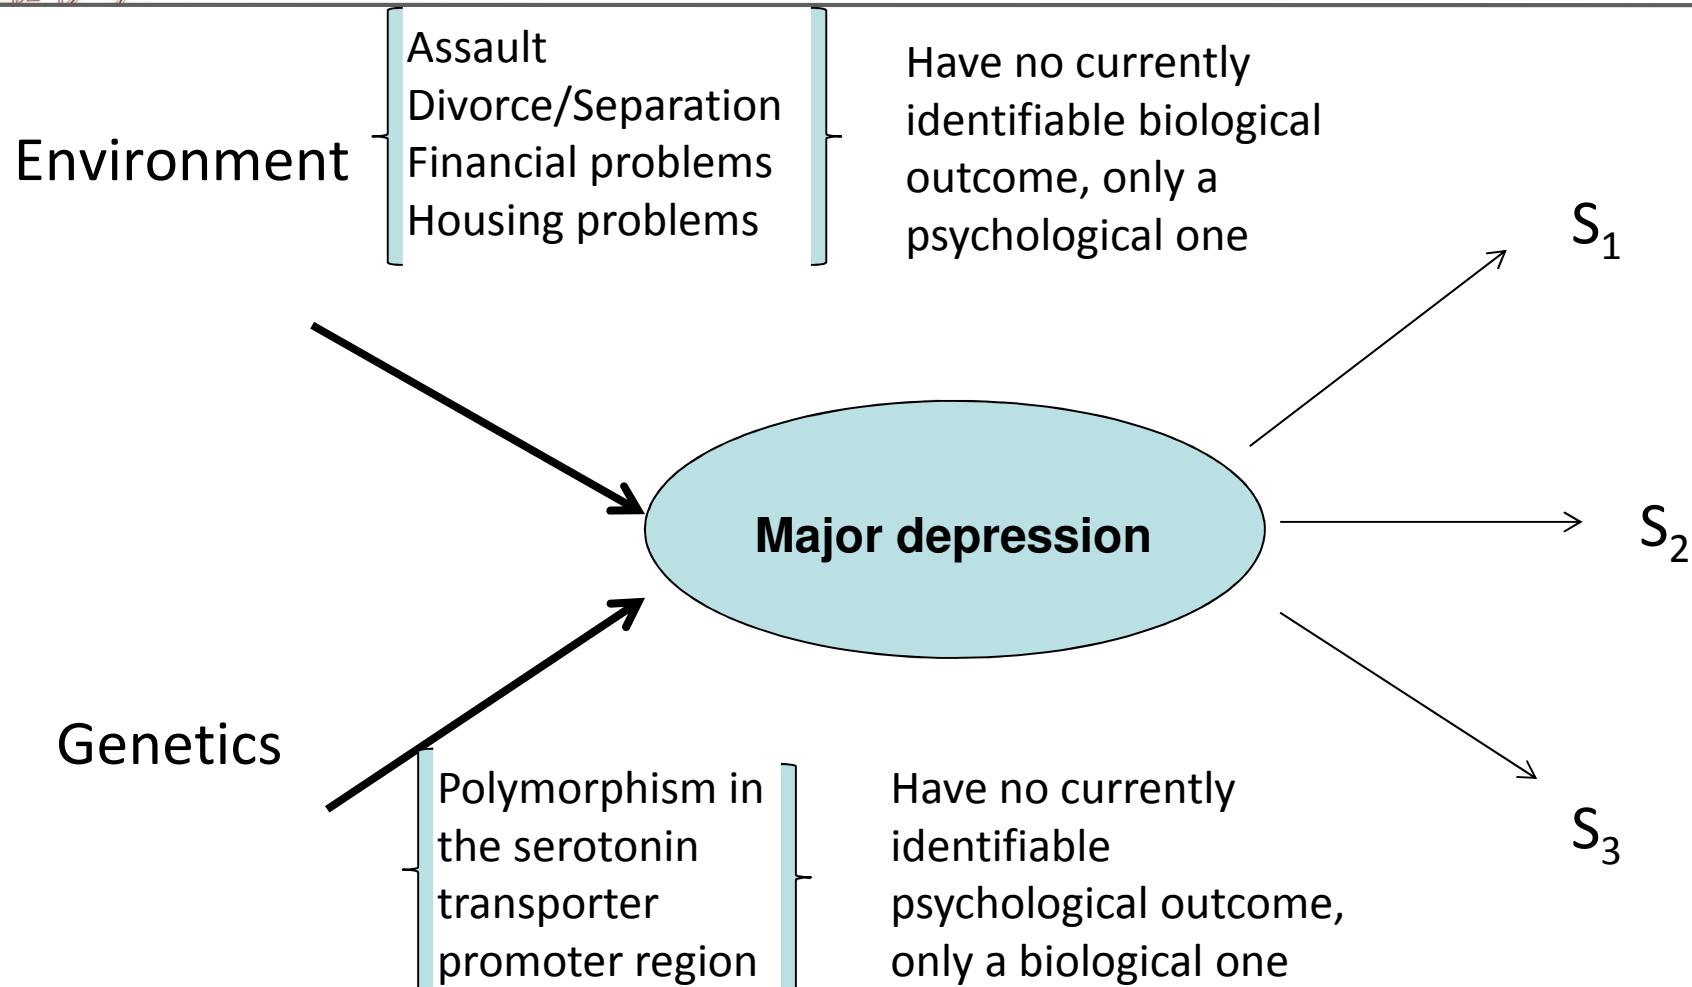 Environment
Assault
Divorce/Separation
Financial problems
Housing problems
Have no currently
identifiable biological
outcome, only a
psychological one
S1
Major depression
S2
Genetics
Polymorphism in
the serotonin
transporter
promoter region
Have no currently
identifiable
psychological outcome,
only a biological one
S3